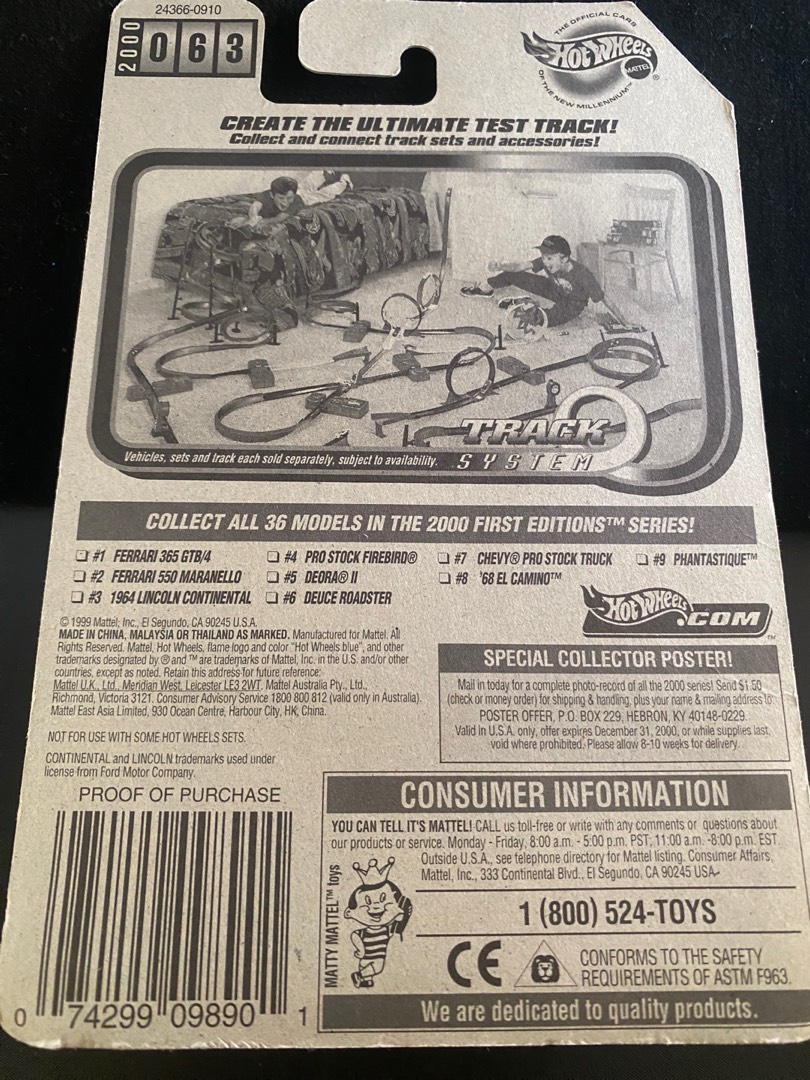 24366-0910
2000 063
THE OFFICIAL CARS
Hot Wheels
MATTEL ®
OF THE NEW MILLENNIUM™
CREATE THE ULTIMATE TEST TRACK!
Collect and connect track sets and accessories!
TRACK
SYSTEM
Vehicles, sets and track each sold separately, subject to availability.
COLLECT ALL 36 MODELS IN THE 2000 FIRST EDITIONS™ SERIES!
❏ #1 FERRARI 365 GTB/4
❏ #2 FERRARI 550 MARANELLO
❏ #3 1964 LINCOLN CONTINENTAL
❏ #4 PRO STOCK FIREBIRD®
❏ #5 DEORA® II
❏ #6 DEUCE ROADSTER
❏ #7 CHEVY® PRO STOCK TRUCK
❏ #8 '68 EL CAMINO™
❏ #9 PHANTASTIQUE™
Hot Wheels.COM™
© 1999 Mattel, Inc., El Segundo, CA 90245 U.S.A.
MADE IN CHINA, MALAYSIA OR THAILAND AS MARKED. Manufactured for Mattel. All
Rights Reserved. Mattel, Hot Wheels, flame logo and color "Hot Wheels blue", and other
trademarks designated by ® and ™ are trademarks of Mattel, Inc. in the U.S. and/or other
countries, except as noted. Retain this address for future reference:
Mattel U.K., Ltd., Meridian West, Leicester LE3 2WT. Mattel Australia Pty., Ltd.,
Richmond, Victoria 3121. Consumer Advisory Service 1800 800 812 (valid only in Australia).
Mattel East Asia Limited, 930 Ocean Centre, Harbour City, HK, China.
NOT FOR USE WITH SOME HOT WHEELS SETS.
CONTINENTAL and LINCOLN trademarks used under
license from Ford Motor Company.
SPECIAL COLLECTOR POSTER!
Mail in today for a complete photo-record of all the 2000 series! Send $1.50
(check or money order) for shipping & handling, plus your name & mailing address to:
POSTER OFFER, P.O. BOX 229, HEBRON, KY 40148-0229.
Valid in U.S.A. only, offer expires December 31, 2000, or while supplies last,
void where prohibited. Please allow 8-10 weeks for delivery.
PROOF OF PURCHASE
0 74299 09890 1
CONSUMER INFORMATION
YOU CAN TELL IT'S MATTEL! CALL us toll-free or write with any comments or questions about
our products or service. Monday - Friday, 8:00 a.m. - 5:00 p.m. PST; 11:00 a.m. -8:00 p.m. EST.
Outside U.S.A., see telephone directory for Mattel listing. Consumer Affairs,
Mattel, Inc., 333 Continental Blvd., El Segundo, CA 90245 USA
MATTY MATTEL™ toys
1 (800) 524-TOYS
CE
CONFORMS TO THE SAFETY
REQUIREMENTS OF ASTM F963.
We are dedicated to quality products.